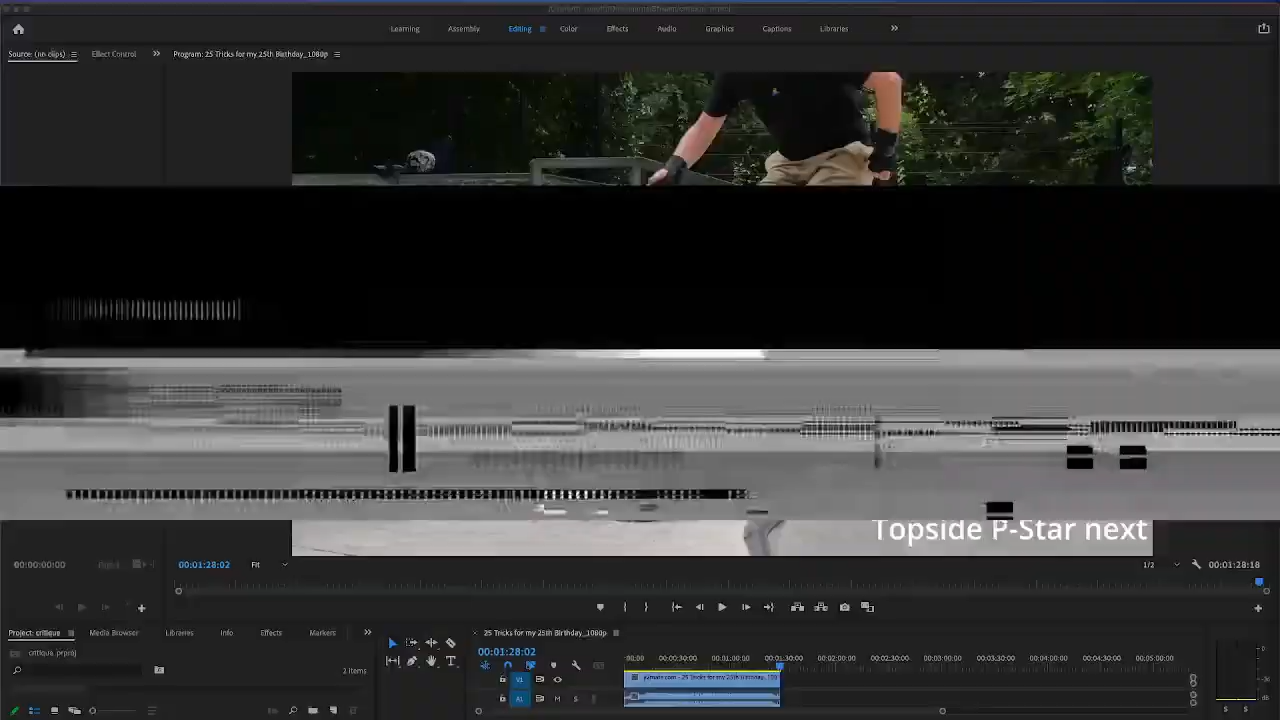 Learning Assembly Editing Color Effects Audio Graphics Captions Libraries
Source: (no clips) Effect Control Program: 25 Tricks for my 25th Birthday_1080p
Topside P-Star next
00:00:00:00 00:01:28:02 Fit 1/2 00:01:28:18
Project: critique Media Browser Libraries Info Effects Markers 25 Tricks for my 25th Birthday_1080p
critique.prproj 00:01:28:02
:00:00 00:00:30:00 00:01:00:00 00:01:30:00 00:02:00:00 00:02:30:00 00:03:00:00 00:03:30:00 00:04:00:00 00:04:30:00 00:05:00:00
2 Items
V1
A1 M S
S S